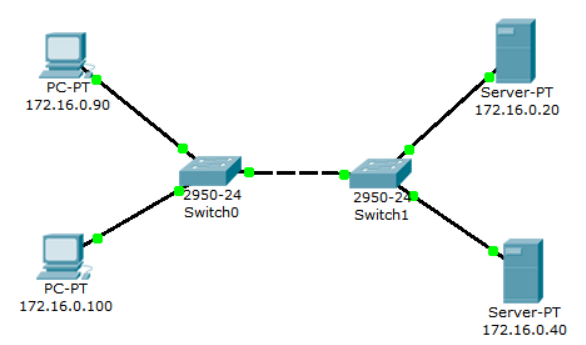 PC-PT
172.16.0.90
Server-PT
172.16.0.20
2950-24
Switch0
2950-24
Switch1
PC-PT
172.16.0.100
Server-PT
172.16.0.40